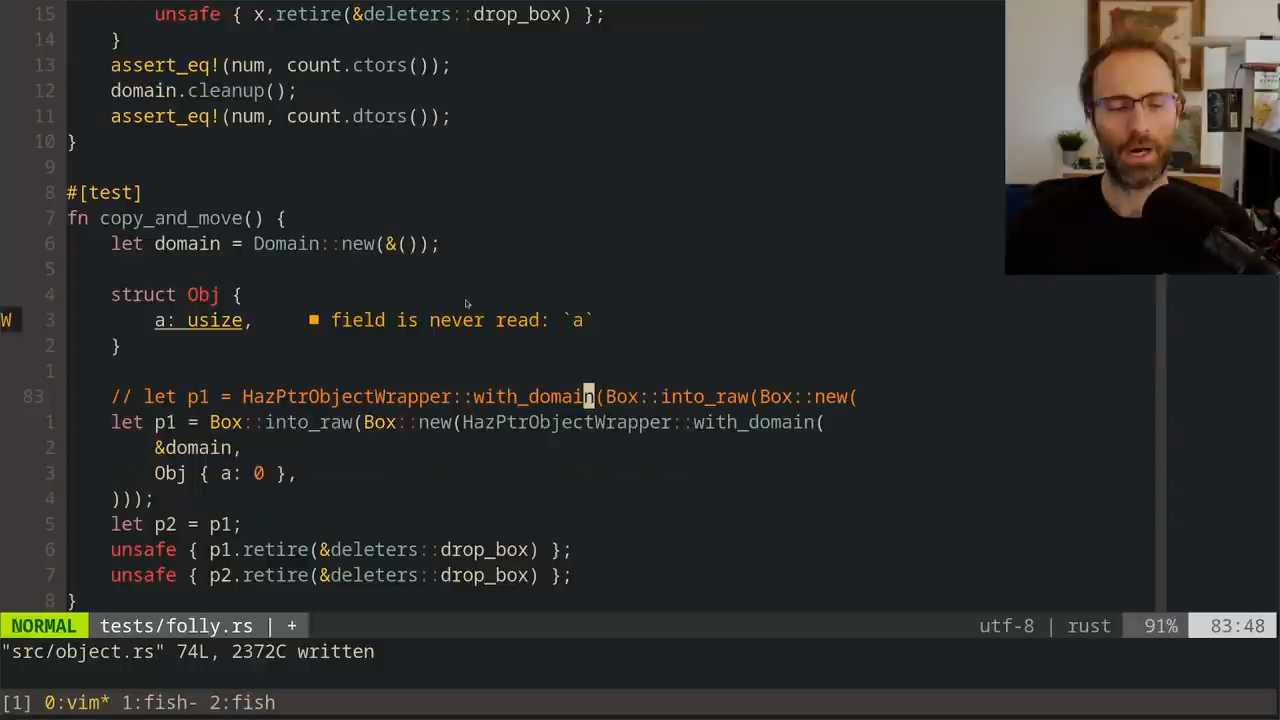 15 unsafe { x.retire(&deleters::drop_box) };
14 }
13 assert_eq!(num, count.ctors());
12 domain.cleanup();
11 assert_eq!(num, count.dtors());
10 }
9
8 #[test]
7 fn copy_and_move() {
6 let domain = Domain::new(&());
5
4 struct Obj {
W 3 a: usize, ■ field is never read: `a`
2 }
1
83 // let p1 = HazPtrObjectWrapper::with_domain(Box::into_raw(Box::new(
1 let p1 = Box::into_raw(Box::new(HazPtrObjectWrapper::with_domain(
2 &domain,
3 Obj { a: 0 },
4 )));
5 let p2 = p1;
6 unsafe { p1.retire(&deleters::drop_box) };
7 unsafe { p2.retire(&deleters::drop_box) };
8 }
NORMAL tests/folly.rs | + utf-8 | rust 91% 83:48
"src/object.rs" 74L, 2372C written
[1] 0:vim* 1:fish- 2:fish